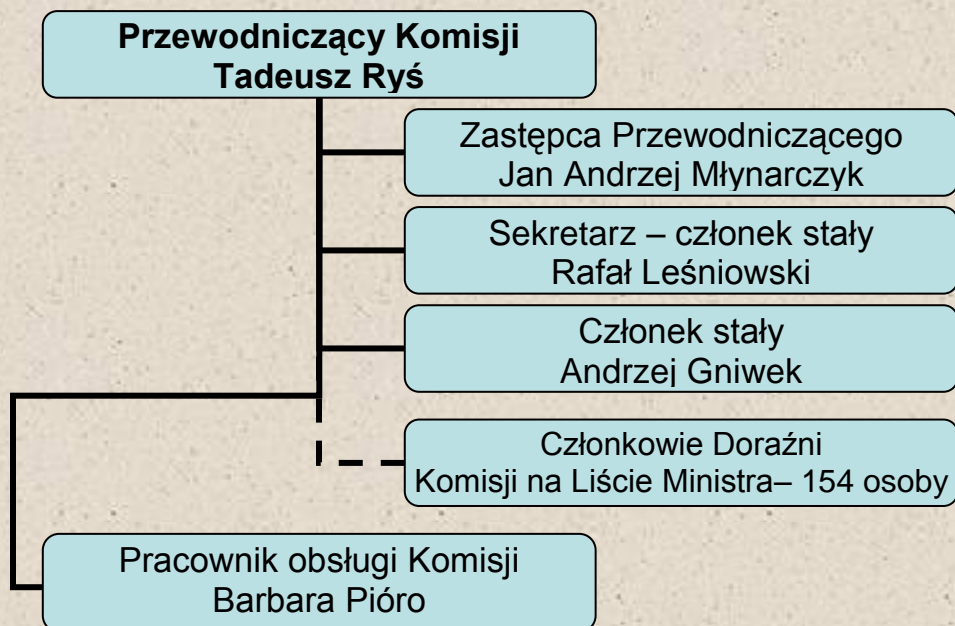 Przewodniczący Komisji
Tadeusz Ryś
Zastępca Przewodniczącego
Jan Andrzej Młynarczyk
Sekretarz – członek stały
Rafał Leśniowski
Członek stały
Andrzej Gniwek
Członkowie Doraźni
Komisji na Liście Ministra– 154 osoby
Pracownik obsługi Komisji
Barbara Pióro